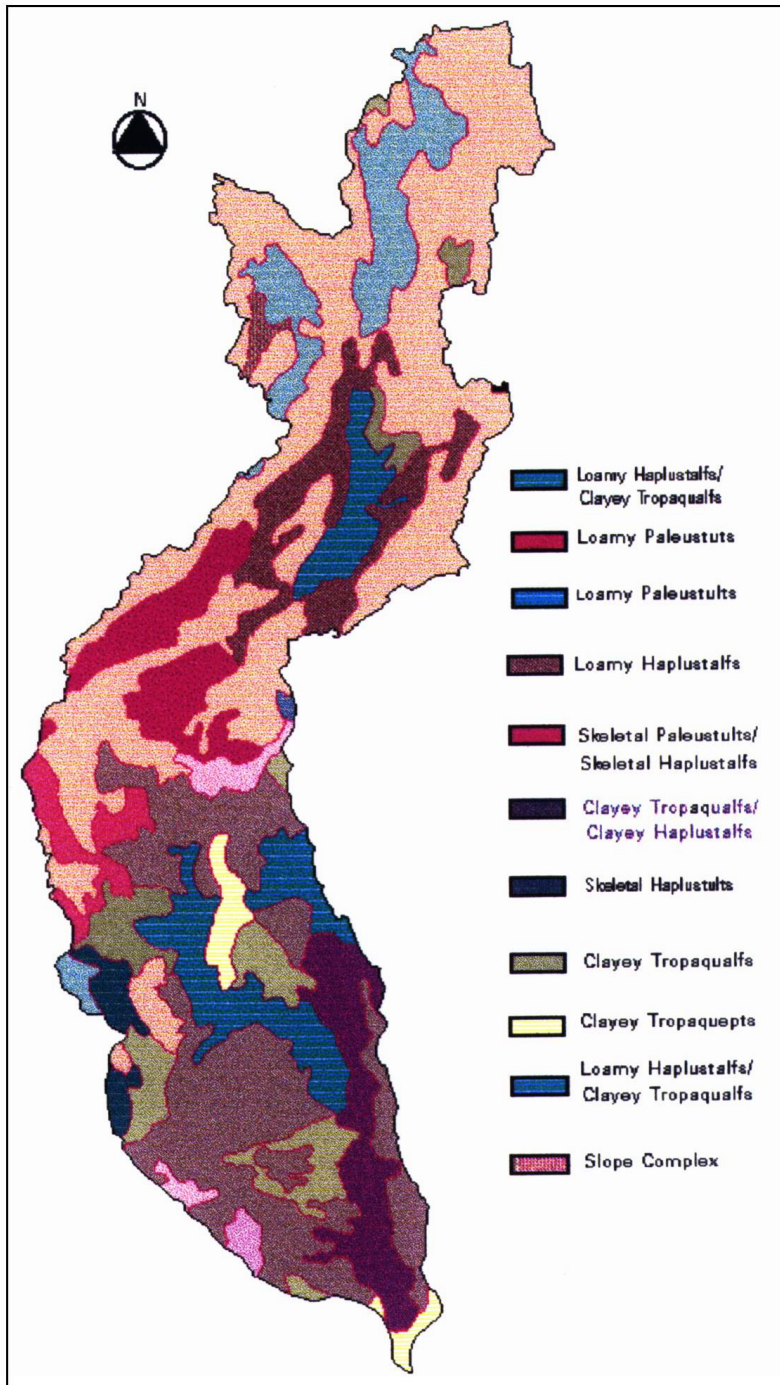 N
Loamy Haplustalfs/
Clayey Tropaqualfs
Loamy Paleustuts
Loamy Paleustults
Loamy Haplustalfs
Skeletal Paleustults/
Skeletal Haplustalfs
Clayey Tropaqualfs/
Clayey Haplustalfs
Skeletal Haplustults
Clayey Tropaqualfs
Clayey Tropaquepts
Loamy Haplustalfs/
Clayey Tropaqualfs
Slope Complex